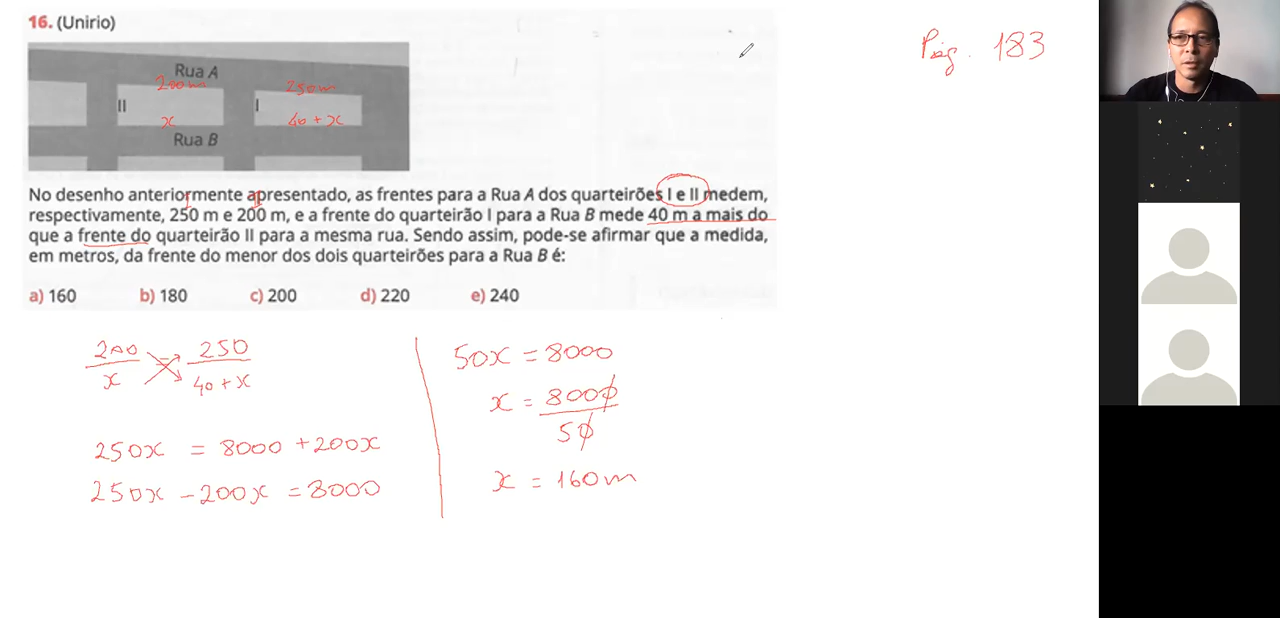 16. (Unirio)
Pág. 183
Rua A
200m 250m
II I
x 40 + x
Rua B
No desenho anteriormente apresentado, as frentes para a Rua A dos quarteirões I e II medem,
I II
respectivamente, 250 m e 200 m, e a frente do quarteirão I para a Rua B mede 40 m a mais do
que a frente do quarteirão II para a mesma rua. Sendo assim, pode-se afirmar que a medida,
em metros, da frente do menor dos dois quarteirões para a Rua B é:
a) 160 b) 180 c) 200 d) 220 e) 240
200/x = 250/40 + x
250x = 8000 + 200x
250x - 200x = 8000
50x = 8000
x = 8000/50
x = 160m